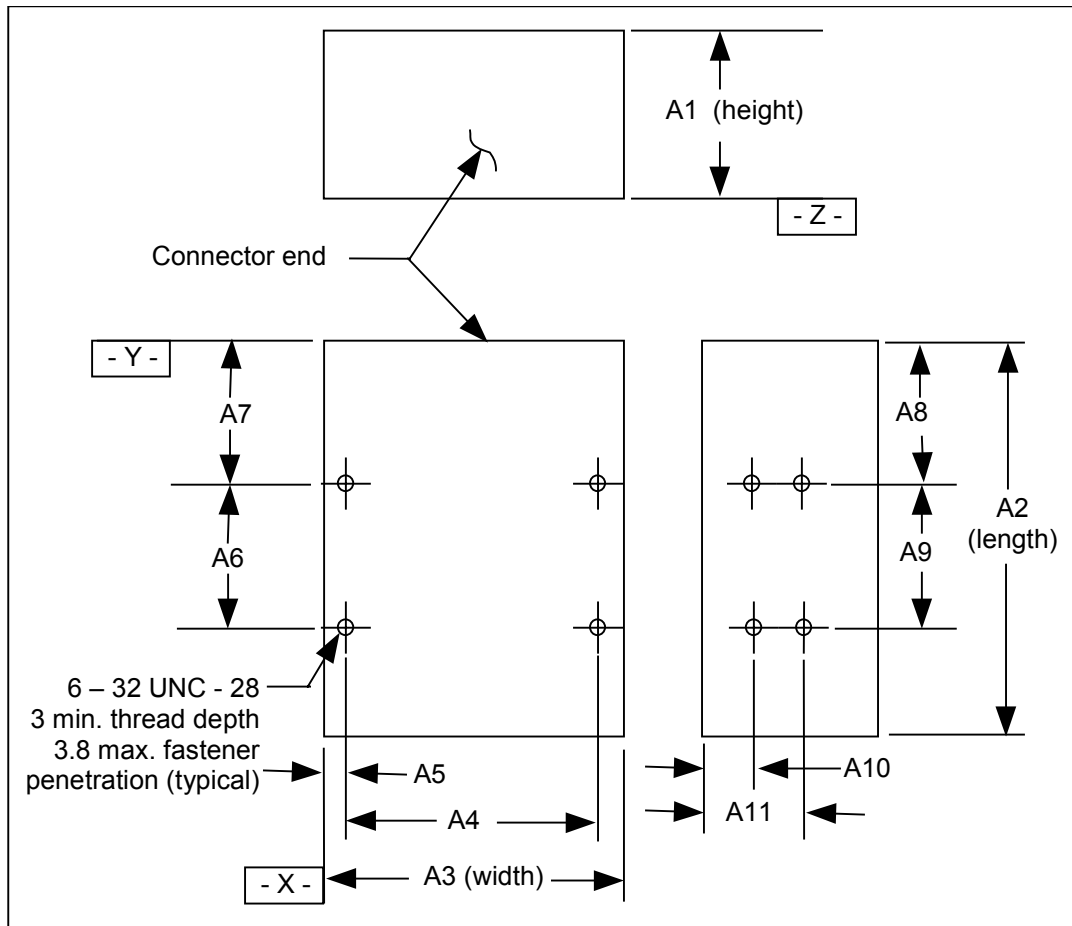 A1 (height)
- Z -
Connector end
- Y -
A7
A8
A6
A9
A2
(length)
6 – 32 UNC - 28
3 min. thread depth
3.8 max. fastener
penetration (typical)
A5
A10
A4
A11
A3 (width)
- X -